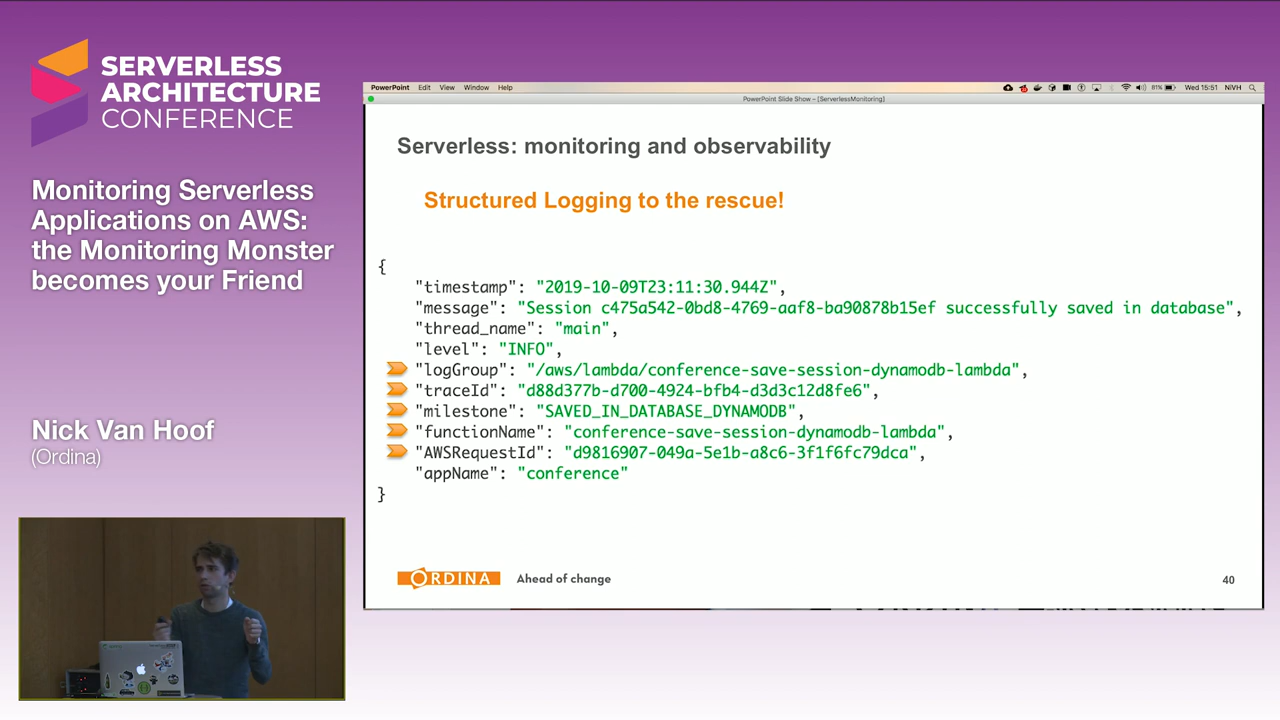 SERVERLESS
ARCHITECTURE
CONFERENCE
Monitoring Serverless
Applications on AWS:
the Monitoring Monster
becomes your Friend
Nick Van Hoof
(Ordina)
PowerPoint Edit View Window Help
81% Wed 15:51 NiVH
PowerPoint Slide Show - [ServerlessMonitoring]
Serverless: monitoring and observability
Structured Logging to the rescue!
{
"timestamp": "2019-10-09T23:11:30.944Z",
"message": "Session c475a542-0bd8-4769-aaf8-ba90878b15ef successfully saved in database",
"thread_name": "main",
"level": "INFO",
"logGroup": "/aws/lambda/conference-save-session-dynamodb-lambda",
"traceId": "d88d377b-d700-4924-bfb4-d3d3c12d8fe6",
"milestone": "SAVED_IN_DATABASE_DYNAMODB",
"functionName": "conference-save-session-dynamodb-lambda",
"AWSRequestId": "d9816907-049a-5e1b-a8c6-3f1f6fc79dca",
"appName": "conference"
}
ORDINA Ahead of change
40